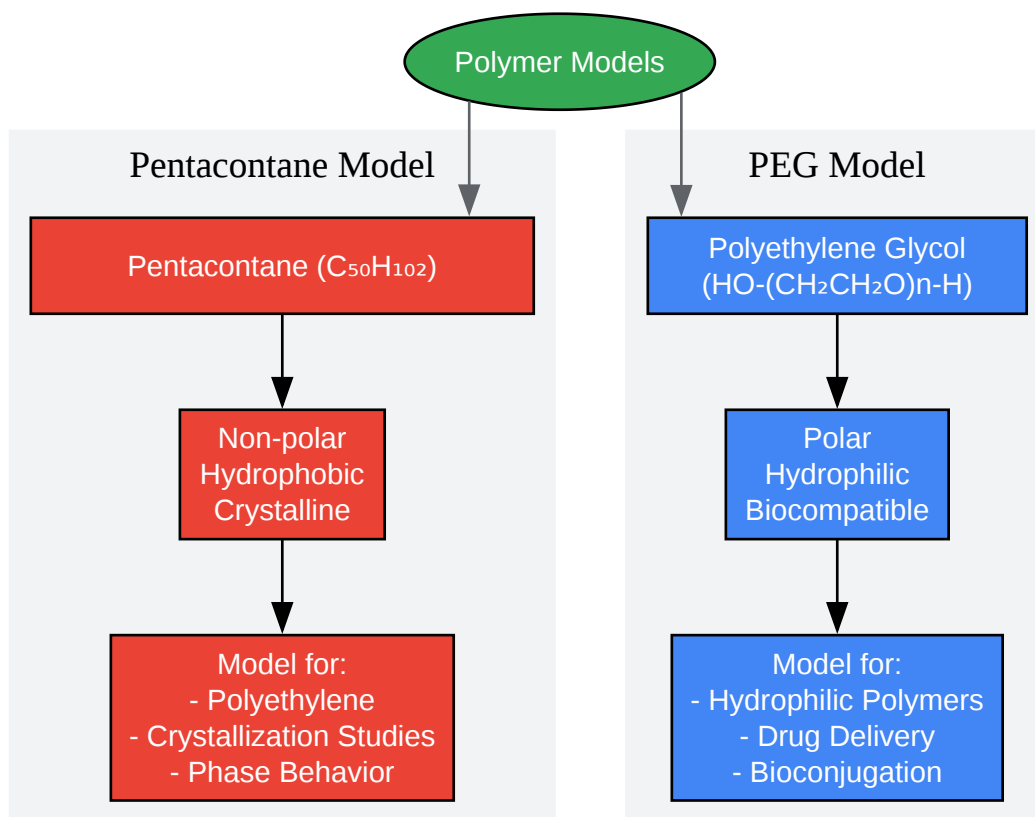 Polymer Models
Pentacontane Model
Pentacontane (C₅₀H₁₀₂)
Non-polar
Hydrophobic
Crystalline
Model for:
- Polyethylene
- Crystallization Studies
- Phase Behavior
PEG Model
Polyethylene Glycol
(HO-(CH₂CH₂O)n-H)
Polar
Hydrophilic
Biocompatible
Model for:
- Hydrophilic Polymers
- Drug Delivery
- Bioconjugation